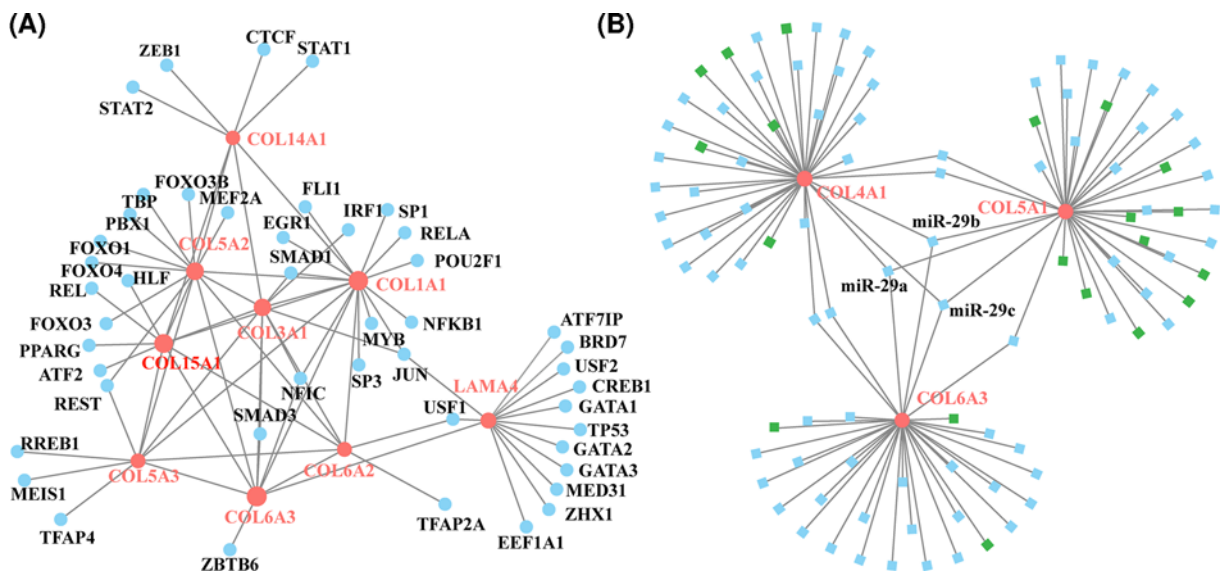 (A)
CTCF
ZEB1
STAT1
STAT2
COL14A1
FOXO3B
TBP
MEF2A
FLI1
PBX1
EGR1
IRF1
SP1
FOXO1
COL5A2
RELA
FOXO4
HLF
SMAD1
POU2F1
REL
COL1A1
FOXO3
COL3A1
NFKB1
MYB
PPARG
COL15A1
ATF2
SP3
JUN
REST
NFIC
SMAD3
USF1
LAMA4
ATF7IP
BRD7
USF2
CREB1
GATA1
TP53
GATA2
GATA3
MED31
ZHX1
EEF1A1
RREB1
COL5A3
COL6A2
MEIS1
COL6A3
TFAP2A
TFAP4
ZBTB6
(B)
COL4A1
COL5A1
miR-29b
miR-29a
miR-29c
COL6A3